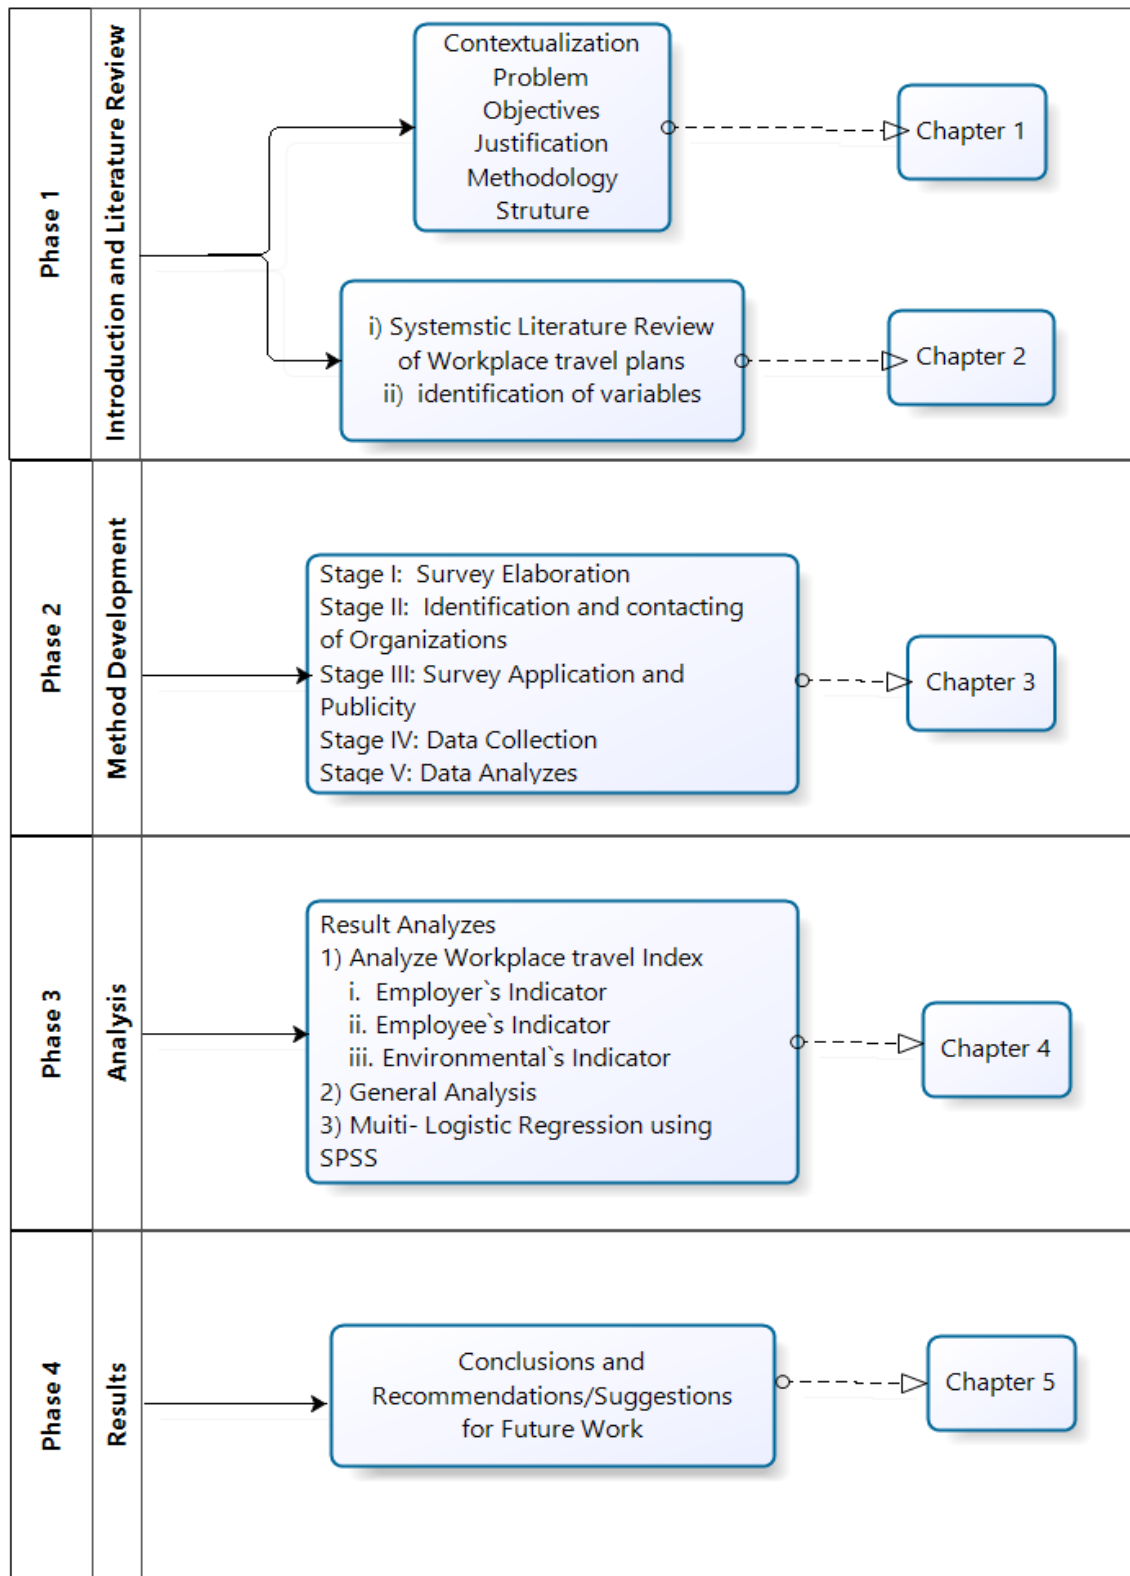 Phase 1
Introduction and Literature Review
Contextualization
Problem
Objectives
Justification
Methodology
Struture
Chapter 1
i) Systemstic Literature Review
of Workplace travel plans
ii) identification of variables
Chapter 2
Phase 2
Method Development
Stage I: Survey Elaboration
Stage II: Identification and contacting
of Organizations
Stage III: Survey Application and
Publicity
Stage IV: Data Collection
Stage V: Data Analyzes
Chapter 3
Phase 3
Analysis
Result Analyzes
1) Analyze Workplace travel Index
i. Employer`s Indicator
ii. Employee`s Indicator
iii. Environmental`s Indicator
2) General Analysis
3) Muiti- Logistic Regression using
SPSS
Chapter 4
Phase 4
Results
Conclusions and
Recommendations/Suggestions
for Future Work
Chapter 5